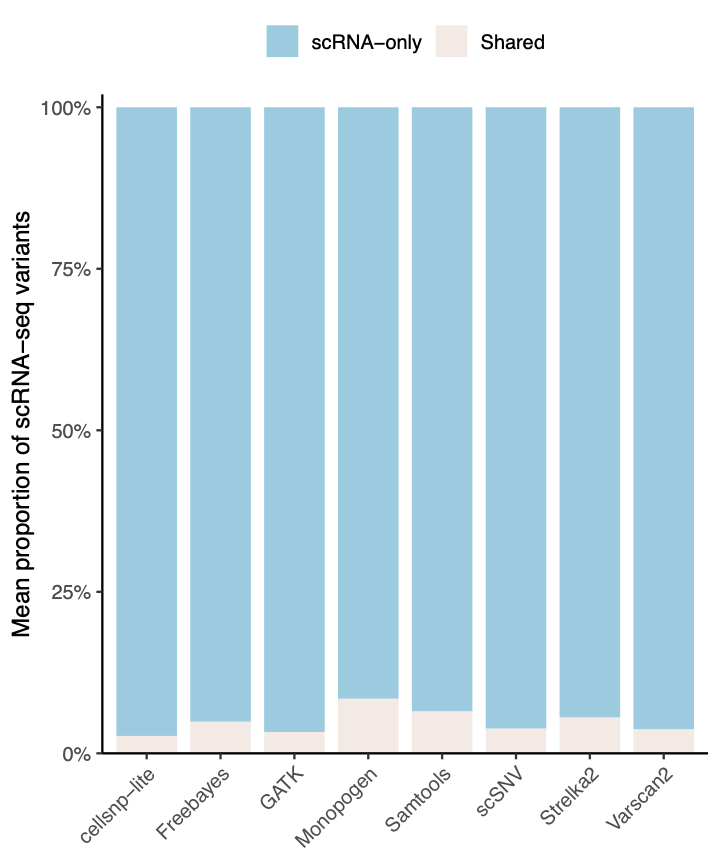 scRNA−only Shared
Mean proportion of scRNA−seq variants
100%
75%
50%
25%
0%
cellsnp−lite
Freebayes
GATK
Monopogen
Samtools
scSNV
Strelka2
Varscan2